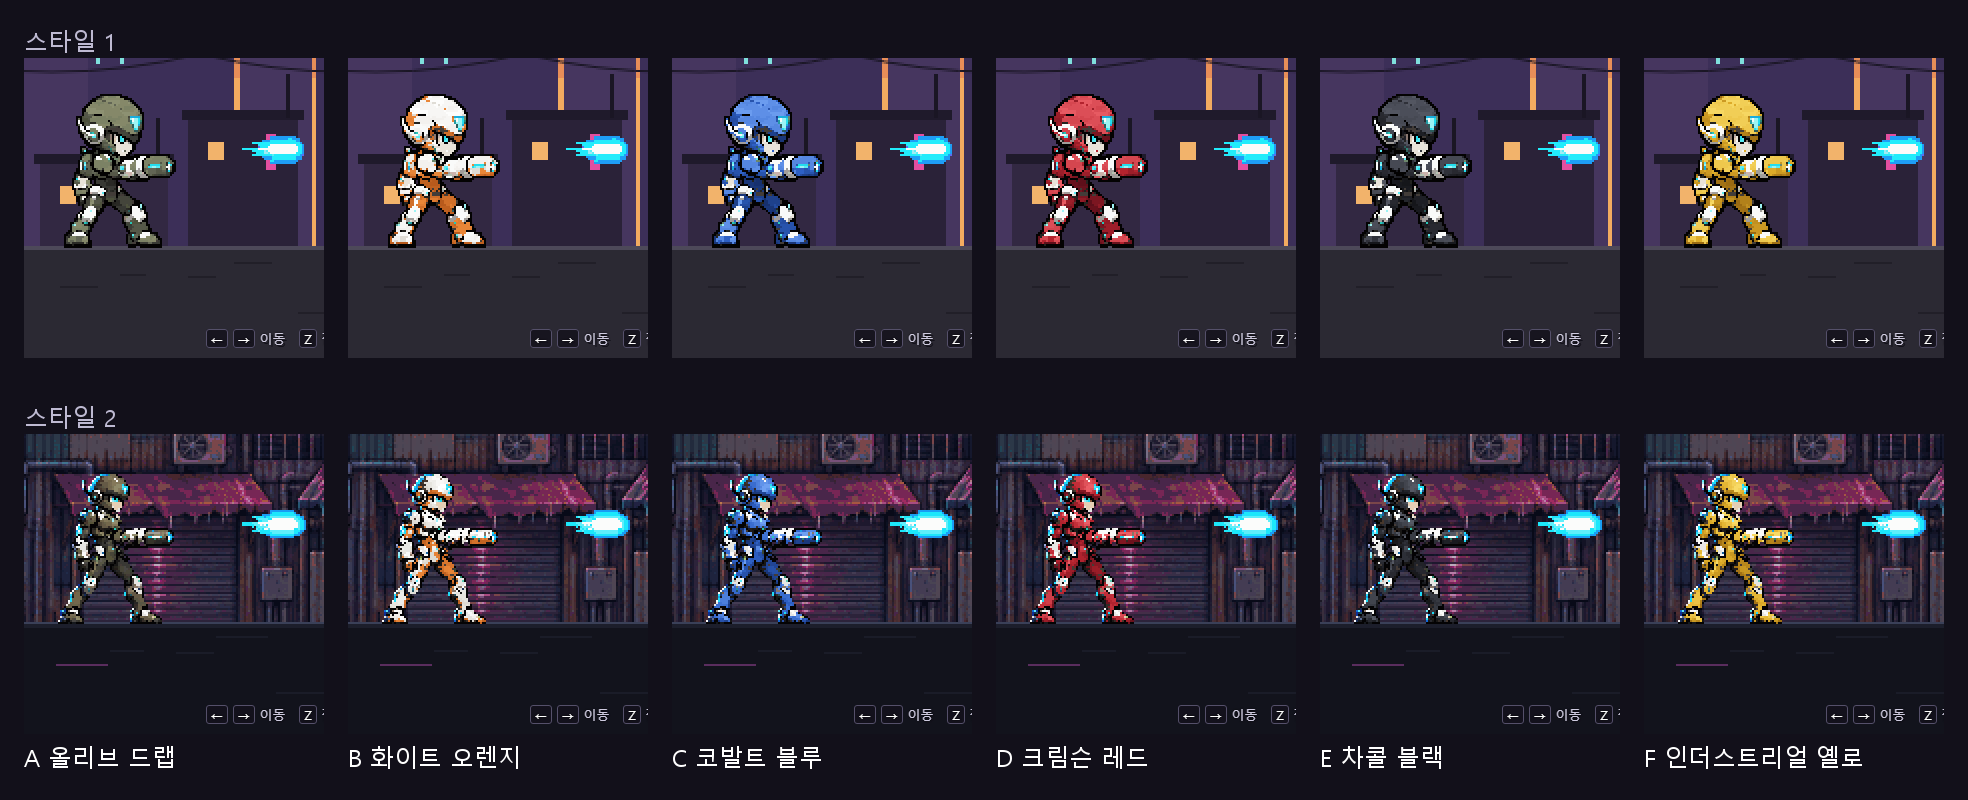 스타일 1
← → 이동 Z
← → 이동 Z
← → 이동 Z
← → 이동 Z
← → 이동 Z
← → 이동 Z
스타일 2
← → 이동 Z
← → 이동 Z
← → 이동 Z
← → 이동 Z
← → 이동 Z
← → 이동 Z
A 올리브 드랩
B 화이트 오렌지
C 코발트 블루
D 크림슨 레드
E 차콜 블랙
F 인더스트리얼 옐로